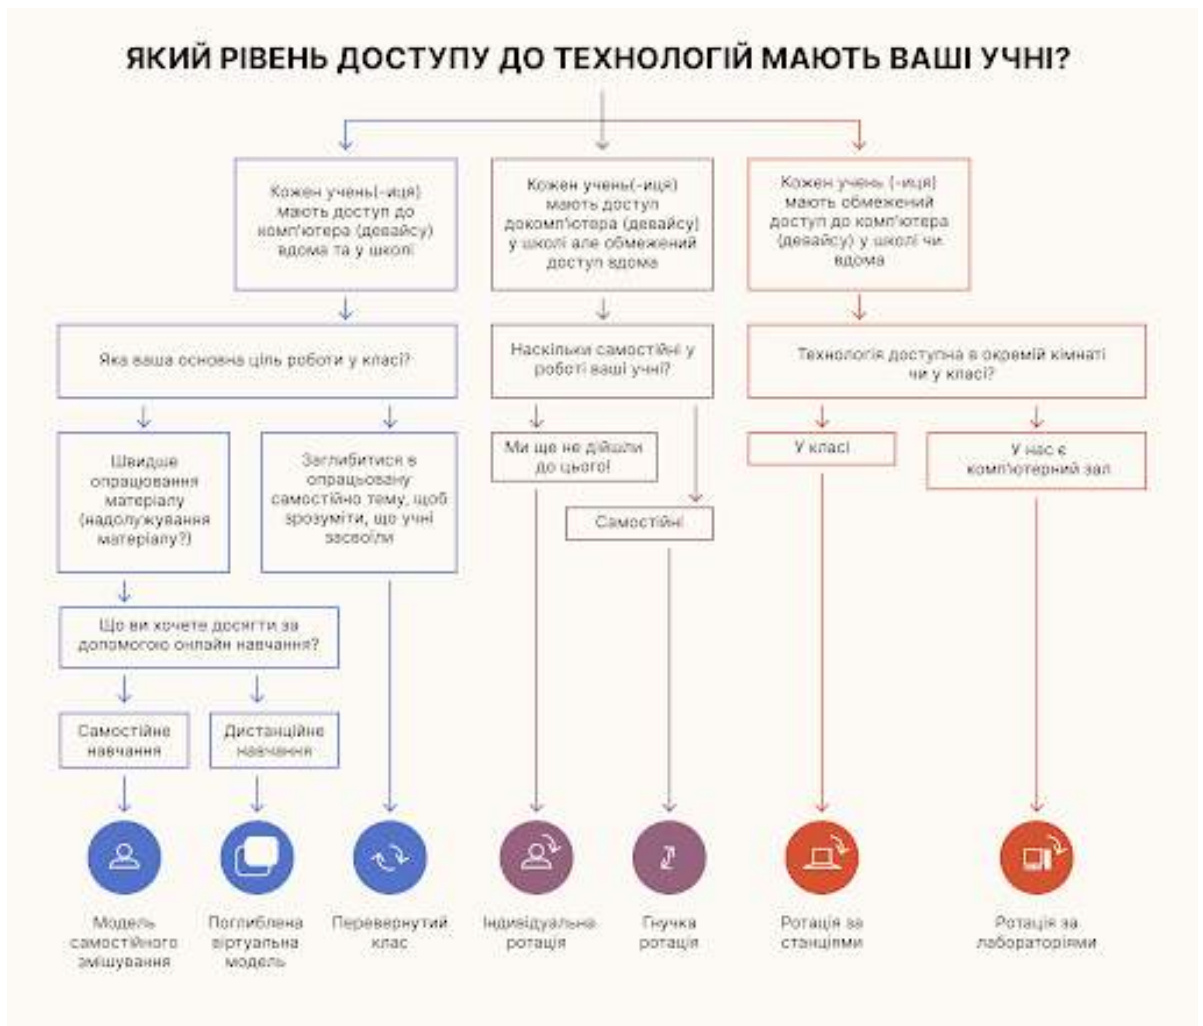 ЯКИЙ РІВЕНЬ ДОСТУПУ ДО ТЕХНОЛОГІЙ МАЮТЬ ВАШІ УЧНІ?
Кожен учень(-иця)
мають доступ до
комп'ютера (девайсу)
вдома та у школі
Кожен учень(-иця)
мають доступ
докомп'ютера (девайсу)
у школі але обмежений
доступ вдома
Кожен учень (-иця)
мають обмежений
доступ до комп'ютера
(девайсу) у школі чи
вдома
Яка ваша основна ціль роботи у класі?
Наскільки самостійні у
роботі ваші учні?
Технологія доступна в окремій кімнаті
чи у класі?
Швидше
опрацювання
матеріалу
(надолужування
матеріалу?)
Заглибитися в
опрацьовану
самостійно тему, щоб
зрозуміти, що учні
засвоїли
Ми ще не дійшли
до цього!
Самостійні
У класі
У нас є
комп'ютерний зал
Що ви хочете досягти за
допомогою онлайн навчання?
Самостійне
навчання
Дистанційне
навчання
Модель
самостійного
змішування
Поглиблена
віртуальна
модель
Перевернутий
клас
Індивідуальна
ротація
Гнучка
ротація
Ротація за
станціями
Ротація за
лабораторіями